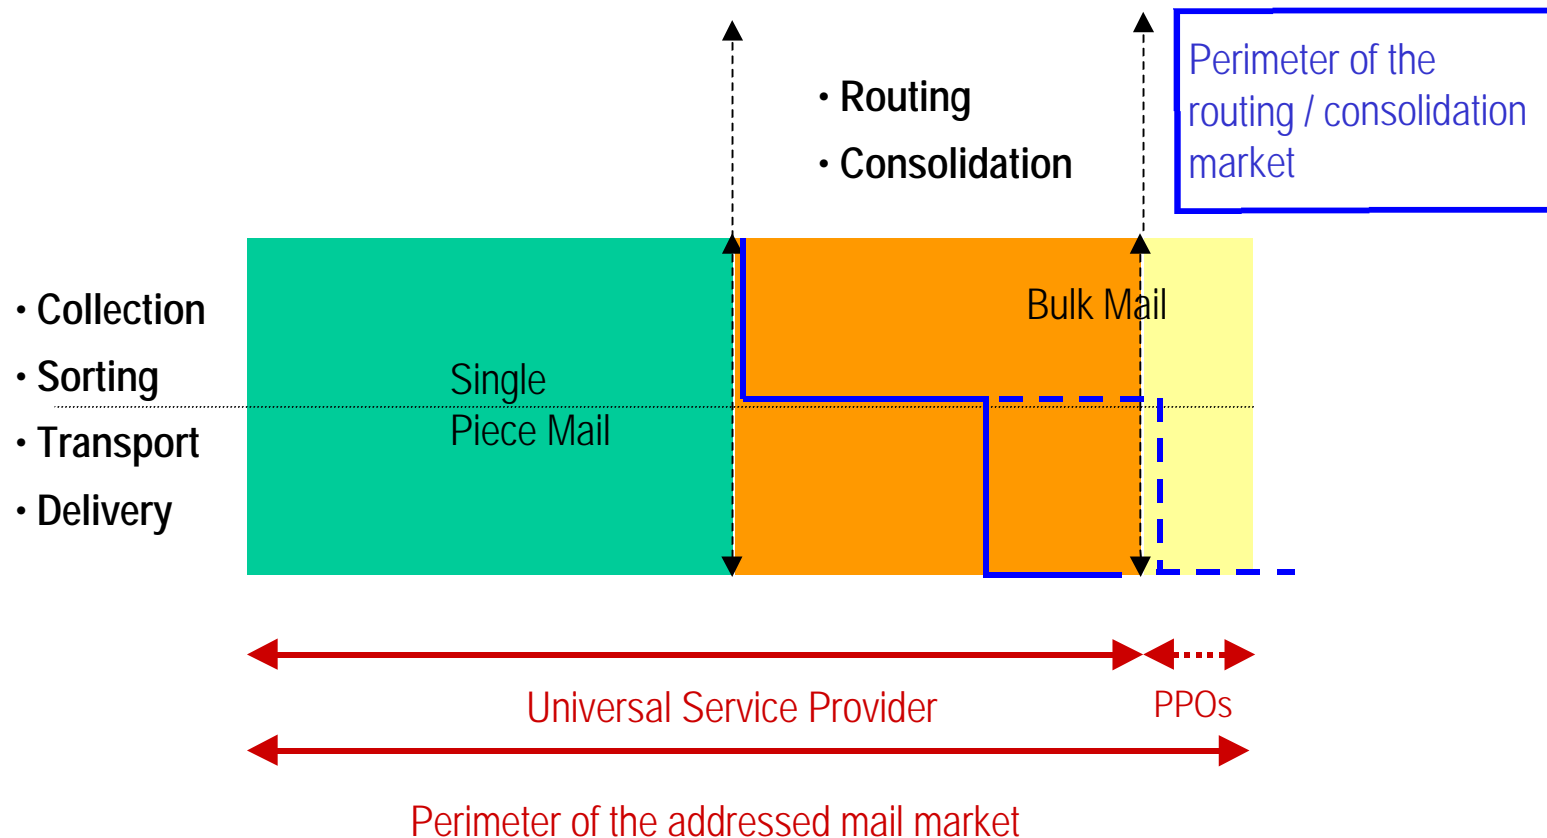 • Routing
• Consolidation
Perimeter of the
routing / consolidation
market
• Collection
• Sorting
• Transport
• Delivery
Single
Piece Mail
Bulk Mail
Universal Service Provider
PPOs
Perimeter of the addressed mail market